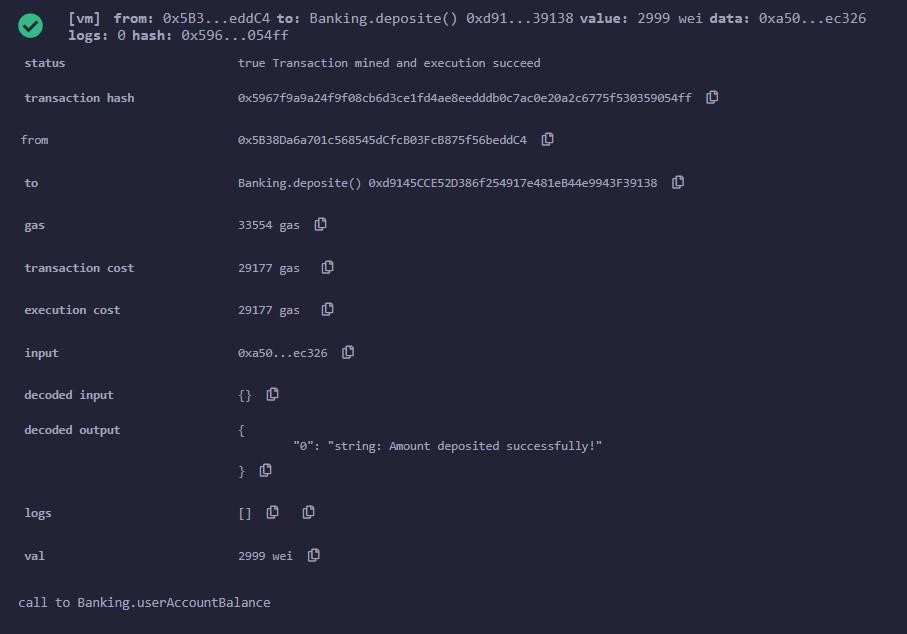 [vm] from: 0x5B3...eddC4 to: Banking.deposite() 0xd91...39138 value: 2999 wei data: 0xa50...ec326
logs: 0 hash: 0x596...054ff
status true Transaction mined and execution succeed
transaction hash 0x5967f9a9a24f9f08cb6d3ce1fd4ae8eedddb0c7ac0e20a2c6775f530359054ff
from 0x5B38Da6a701c568545dCfcB03FcB875f56beddC4
to Banking.deposite() 0xd9145CCE52D386f254917e481eB44e9943F39138
gas 33554 gas
transaction cost 29177 gas
execution cost 29177 gas
input 0xa50...ec326
decoded input {}
decoded output {
"0": "string: Amount deposited successfully!"
}
logs []
val 2999 wei
call to Banking.userAccountBalance